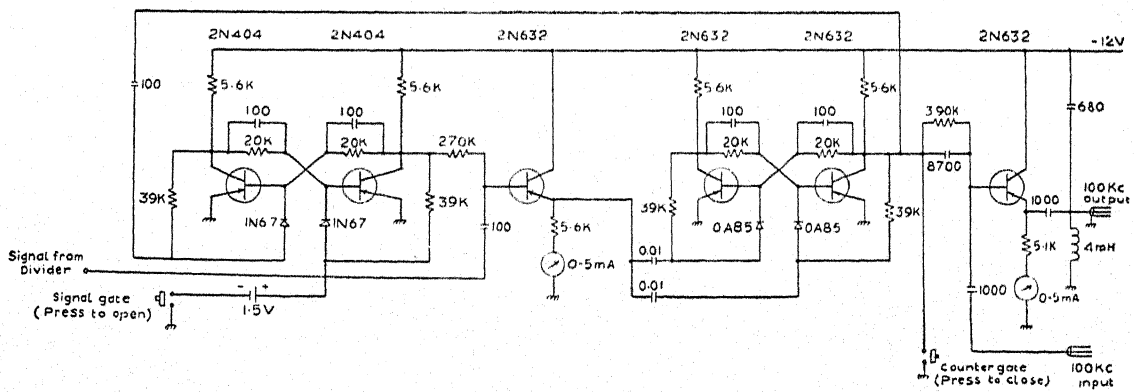 2N404 2N404 2N632 2N632 2N632 2N632
-12V
100 5.6K 5.6K 5.6K 5.6K 680
100 100 100 100 390K
20K 20K 270K 20K 20K 8700
39K 39K 39K 39K 1000 100Kc
output
1N67 1N67 100 5.6K 0A85 0A85 5.1K 4mH
Signal from
Divider
0-5mA 0.01 0.01 1000 0-5mA
Signal gate
(Press to open)
- +
1.5V
Counter gate
(Press to close)
100Kc
input